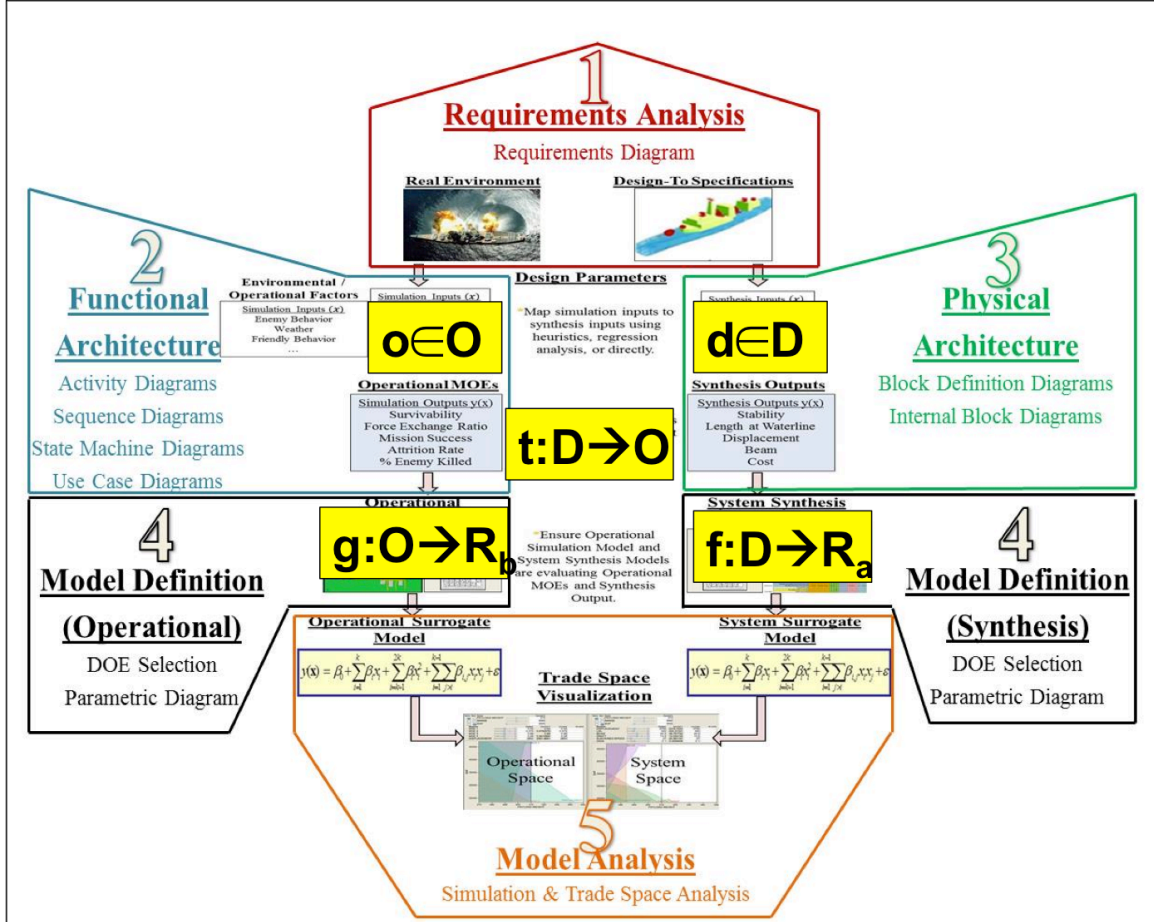 1
Requirements Analysis
Requirements Diagram
Real Environment
Design-To Specifications
2
Functional
Architecture
Activity Diagrams
Sequence Diagrams
State Machine Diagrams
Use Case Diagrams
Environmental /
Operational Factors
Simulation Inputs (x)
Enemy Behavior
Weather
Friendly Behavior
...
Simulation Inputs (x)
o∈O
Operational MOEs
Simulation Outputs y(x)
Survivability
Force Exchange Ratio
Mission Success
Attrition Rate
% Enemy Killed
Design Parameters
*Map simulation inputs to
synthesis inputs using
heuristics, regression
analysis, or directly.
t:D→O
Synthesis Inputs
d∈D
Synthesis Outputs
Synthesis Outputs y(x)
Stability
Length at Waterline
Displacement
Beam
Cost
3
Physical
Architecture
Block Definition Diagrams
Internal Block Diagrams
4
Model Definition
(Operational)
DOE Selection
Parametric Diagram
Operational
g:O→Rb
*Ensure Operational
Simulation Model and
System Synthesis Models
are evaluating Operational
MOEs and Synthesis
Output.
System Synthesis
f:D→Ra
4
Model Definition
(Synthesis)
DOE Selection
Parametric Diagram
Operational Surrogate
Model
System Surrogate
Model
Trade Space
Visualization
Operational
Space
System
Space
5
Model Analysis
Simulation & Trade Space Analysis